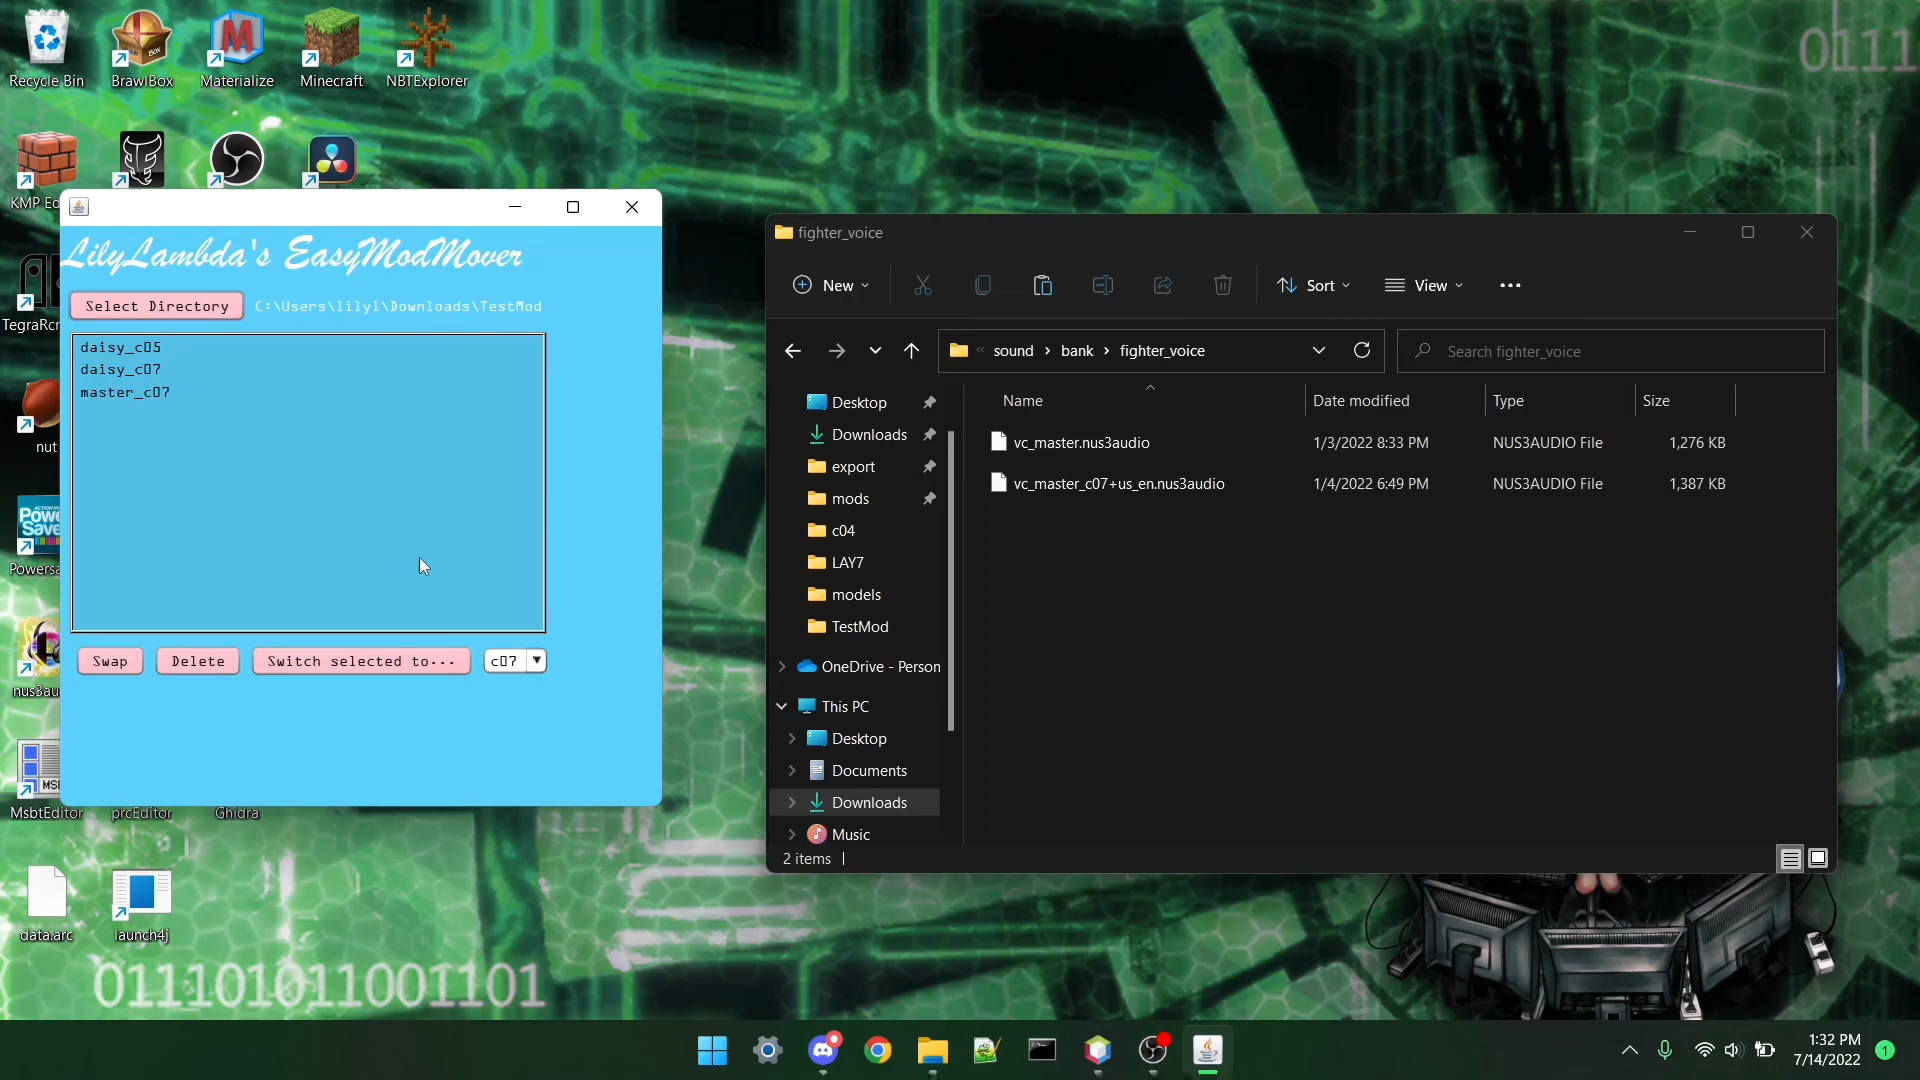 Recycle Bin
BrawlBox
Materialize
Minecraft
NBTExplorer
0111
KMP Ed
TegraRcr
nut
Powersa
nus3au
MsbtEditor
prcEditor
Ghidra
data.arc
launch4j
011101011001101
LilyLambda's EasyModMover
Select Directory
C:\Users\lilyl\Downloads\TestMod
daisy_c05
daisy_c07
master_c07
Swap
Delete
Switch selected to...
c07
fighter_voice
New
Sort
View
sound
bank
fighter_voice
Search fighter_voice
Name
Date modified
Type
Size
vc_master.nus3audio
1/3/2022 8:33 PM
NUS3AUDIO File
1,276 KB
vc_master_c07+us_en.nus3audio
1/4/2022 6:49 PM
NUS3AUDIO File
1,387 KB
Desktop
Downloads
export
mods
c04
LAY7
models
TestMod
OneDrive - Person
This PC
Desktop
Documents
Downloads
Music
2 items
1:32 PM
7/14/2022
1